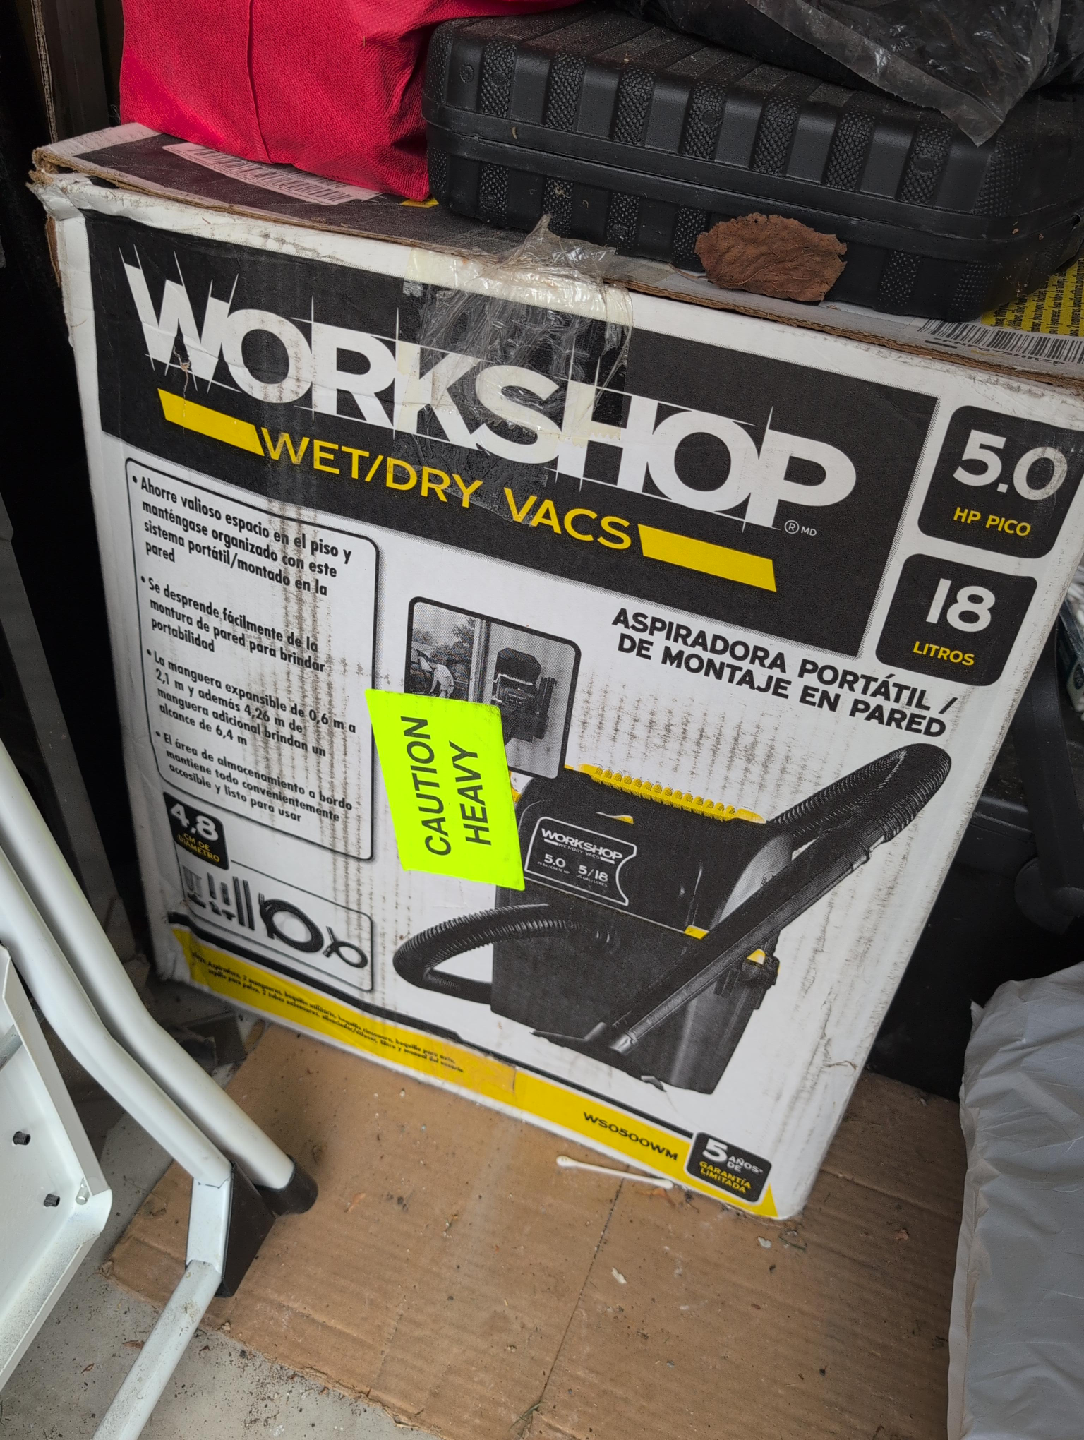 WORKSHOP
®MD
WET/DRY VACS
5.0
HP PICO
18
LITROS
ASPIRADORA PORTÁTIL /
DE MONTAJE EN PARED
• Ahorre valioso espacio en el piso y
manténgase organizado con este
sistema portátil/montado en la
pared
• Se desprende fácilmente de la
montura de pared para brindar
portabilidad
• La manguera expansible de 0,6 m a
2,1 m y además 4,26 m de
manguera adicional brindan un
alcance de 6,4 m
• El área de almacenamiento a bordo
mantiene todo convenientemente
accesible y listo para usar
CAUTION
HEAVY
4,8
CM DE
DIÁMETRO
WORKSHOP
5.0 5/18
WS0500WM
5 AÑOS*
DE
GARANTÍA
LIMITADA